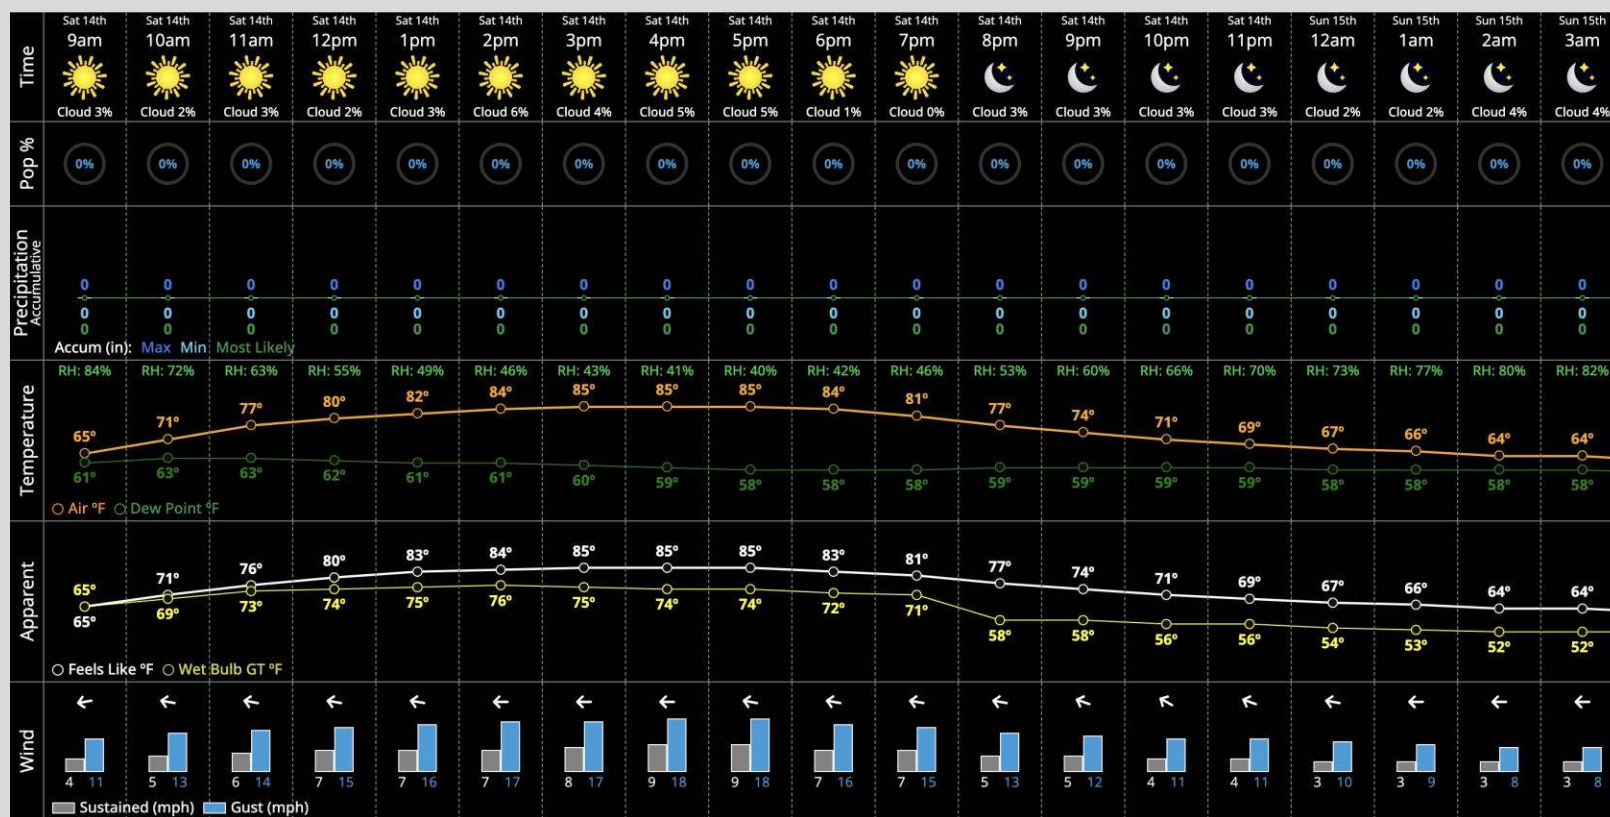 Sat 14th Sat 14th Sat 14th Sat 14th Sat 14th Sat 14th Sat 14th Sat 14th Sat 14th Sat 14th Sat 14th Sat 14th Sat 14th Sat 14th Sat 14th Sun 15th Sun 15th Sun 15th Sun 15th
Time 9am 10am 11am 12pm 1pm 2pm 3pm 4pm 5pm 6pm 7pm 8pm 9pm 10pm 11pm 12am 1am 2am 3am
Cloud 3% Cloud 2% Cloud 3% Cloud 2% Cloud 3% Cloud 6% Cloud 4% Cloud 5% Cloud 5% Cloud 1% Cloud 0% Cloud 3% Cloud 3% Cloud 3% Cloud 3% Cloud 2% Cloud 2% Cloud 4% Cloud 4%
Pop % 0% 0% 0% 0% 0% 0% 0% 0% 0% 0% 0% 0% 0% 0% 0% 0% 0% 0% 0%
Precipitation
Accumulative
0 0 0 0 0 0 0 0 0 0 0 0 0 0 0 0 0 0 0
0 0 0 0 0 0 0 0 0 0 0 0 0 0 0 0 0 0 0
0 0 0 0 0 0 0 0 0 0 0 0 0 0 0 0 0 0 0
Accum (in): Max Min Most Likely
Temperature
RH: 84% RH: 72% RH: 63% RH: 55% RH: 49% RH: 46% RH: 43% RH: 41% RH: 40% RH: 42% RH: 46% RH: 53% RH: 60% RH: 66% RH: 70% RH: 73% RH: 77% RH: 80% RH: 82%
65° 71° 77° 80° 82° 84° 85° 85° 85° 84° 81° 77° 74° 71° 69° 67° 66° 64° 64°
61° 63° 63° 62° 61° 61° 60° 59° 58° 58° 58° 59° 59° 59° 59° 58° 58° 58° 58°
Air ºF Dew Point ºF
Apparent
65° 71° 76° 80° 83° 84° 85° 85° 85° 83° 81° 77° 74° 71° 69° 67° 66° 64° 64°
65° 69° 73° 74° 75° 76° 75° 74° 74° 72° 71° 58° 58° 56° 56° 54° 53° 52° 52°
Feels Like ºF Wet Bulb GT ºF
Wind
4 11 5 13 6 14 7 15 7 16 7 17 8 17 9 18 9 18 7 16 7 15 5 13 5 12 4 11 4 11 3 10 3 9 3 8 3 8
Sustained (mph) Gust (mph)